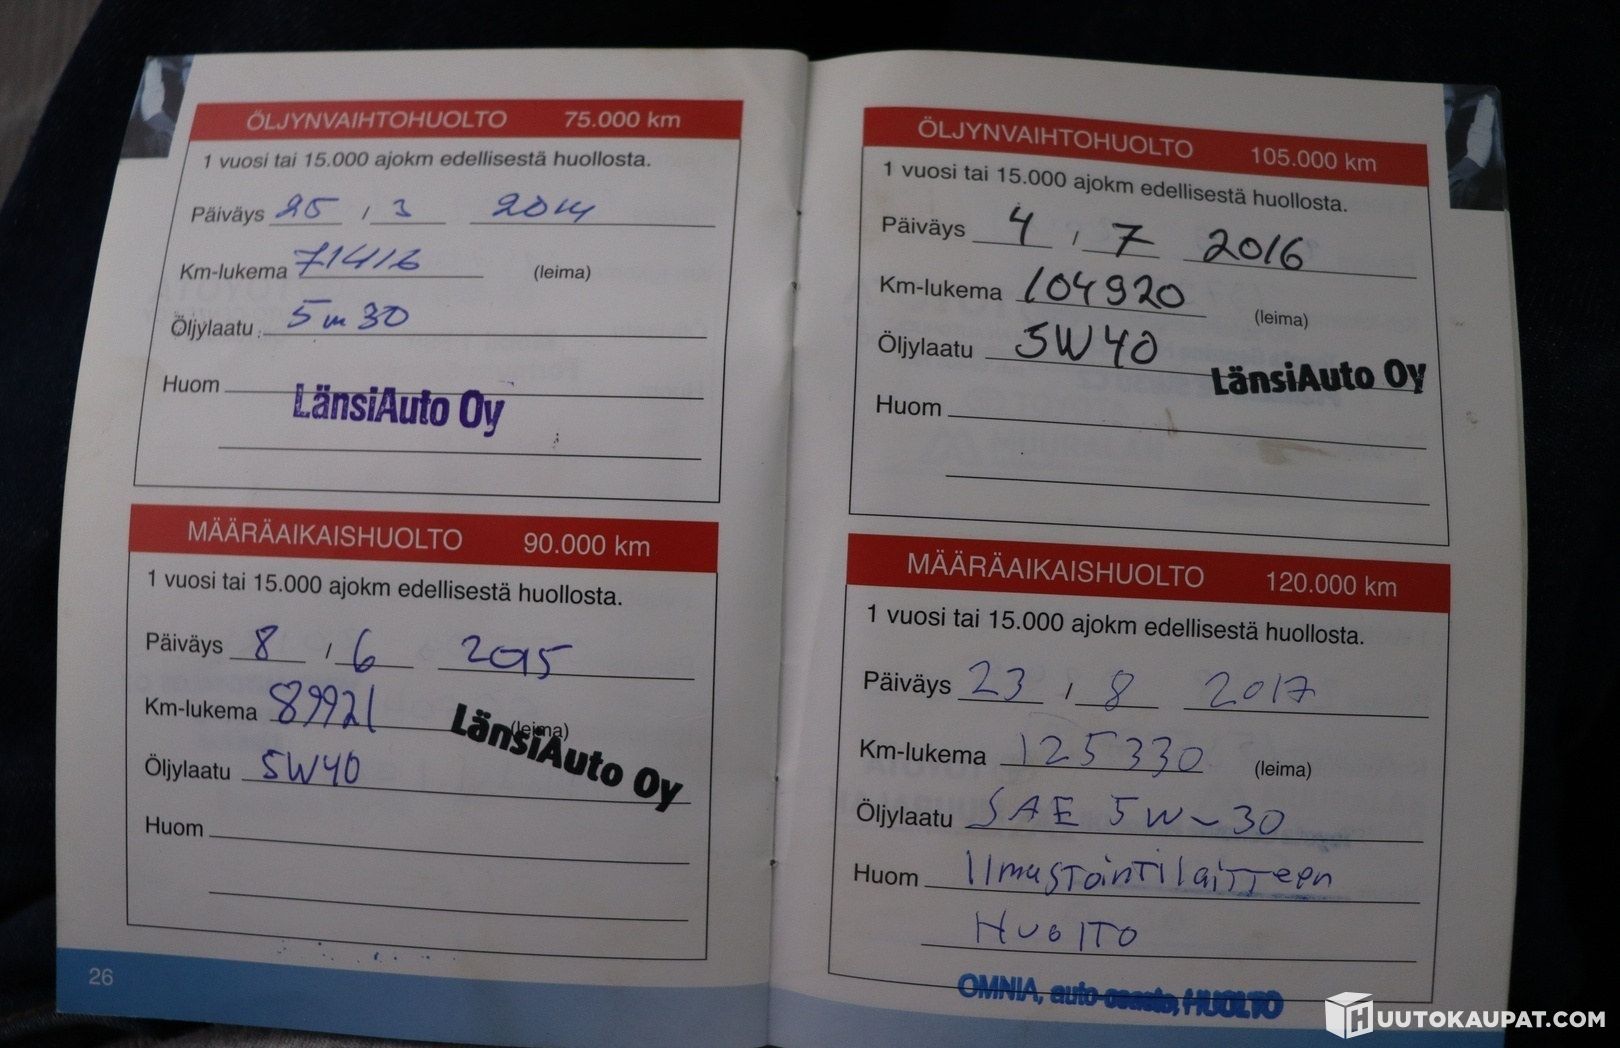 ÖLJYNVAIHTOHUOLTO 75.000 km
1 vuosi tai 15.000 ajokm edellisestä huollosta.
Päiväys 25 / 3 2014
Km-lukema 71416 (leima)
Öljylaatu 5w30
Huom
LänsiAuto Oy
MÄÄRÄAIKAISHUOLTO 90.000 km
1 vuosi tai 15.000 ajokm edellisestä huollosta.
Päiväys 8 / 6 2015
Km-lukema 89921 (leima)
LänsiAuto Oy
Öljylaatu 5W40
Huom
26
ÖLJYNVAIHTOHUOLTO 105.000 km
1 vuosi tai 15.000 ajokm edellisestä huollosta.
Päiväys 4 / 7 2016
Km-lukema 104920 (leima)
Öljylaatu 5W40
LänsiAuto Oy
Huom
MÄÄRÄAIKAISHUOLTO 120.000 km
1 vuosi tai 15.000 ajokm edellisestä huollosta.
Päiväys 23 / 8 2017
Km-lukema 125330 (leima)
Öljylaatu SAE 5W-30
Huom Ilmastointilaitteen
Huolto
OMNIA, auto-osasto, HUOLTO
HUUTOKAUPAT.COM